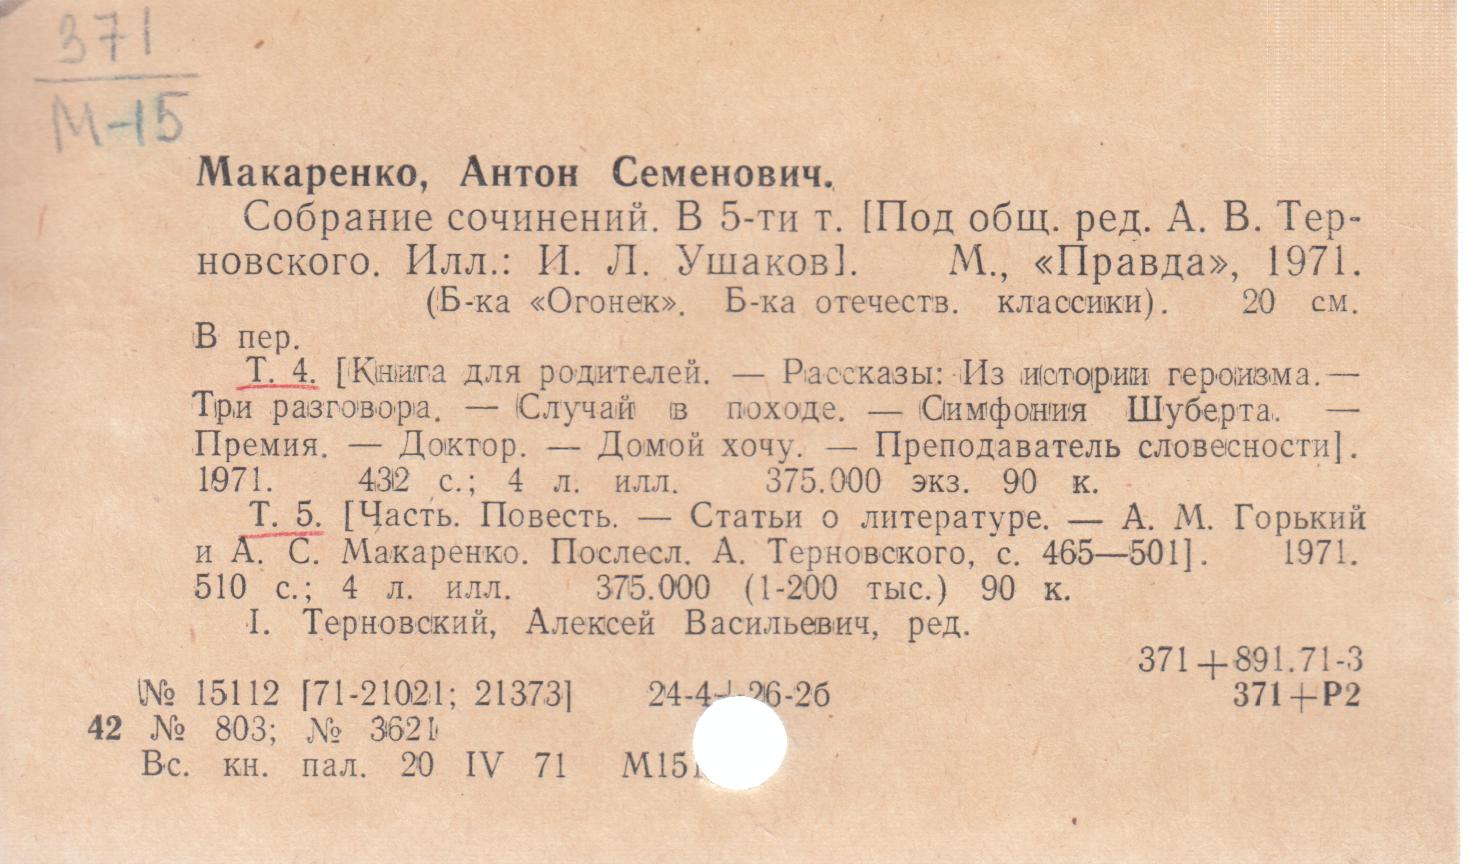 371
М-15
Макаренко, Антон Семенович.
Собрание сочинений. В 5-ти т. [Под общ. ред. А. В. Тер-
новского. Илл.: И. Л. Ушаков]. М., «Правда», 1971.
(Б-ка «Огонек». Б-ка отечеств. классики). 20 см.
В пер.
Т. 4. [Книга для родителей. — Рассказы: Из истории героизма. —
Три разговора. — Случай в походе. — Симфония Шуберта. —
Премия. — Доктор. — Домой хочу. — Преподаватель словесности].
1971. 432 с.; 4 л. илл. 375.000 экз. 90 к.
Т. 5. [Часть. Повесть. — Статьи о литературе. — А. М. Горький
и А. С. Макаренко. Послесл. А. Терновского, с. 465—501]. 1971.
510 с.; 4 л. илл. 375.000 (1-200 тыс.) 90 к.
I. Терновский, Алексей Васильевич, ред.
371+891.71-3
№ 15112 [71-21021; 21373] 24-4+26-2б 371+Р2
42 № 803; № 3621
Вс. кн. пал. 20 IV 71 М151